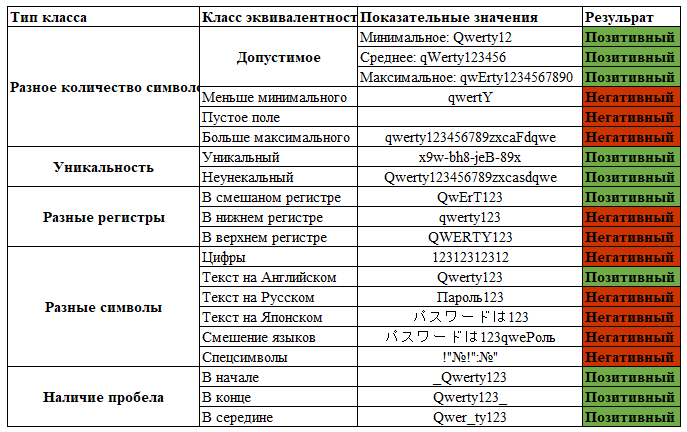 Тип класса Класс эквивалентност Показательные значения Результрат
Разное количество символо Допустимое Минимальное: Qwerty12 Позитивный
Среднее: qWerty123456 Позитивный
Максимальное: qwErty1234567890 Позитивный
Меньше минимального qwertY Негативный
Пустое поле Негативный
Больше максимального qwerty123456789zxcaFdqwe Негативный
Уникальность Уникальный x9w-bh8-jeB-89x Позитивный
Неунекальный Qwerty123456789zxcasdqwe Позитивный
Разные регистры В смешаном регистре QwErT123 Позитивный
В нижнем регистре qwerty123 Негативный
В верхнем регистре QWERTY123 Негативный
Разные символы Цифры 12312312312 Негативный
Текст на Английском Qwerty123 Позитивный
Текст на Русском Пароль123 Негативный
Текст на Японском パスワードは123 Негативный
Смешение языков パスワードは123qweРоль Негативный
Спецсимволы !"№!":№" Негативный
Наличие пробела В начале _Qwerty123 Позитивный
В конце Qwerty123_ Позитивный
В середине Qwer_ty123 Позитивный